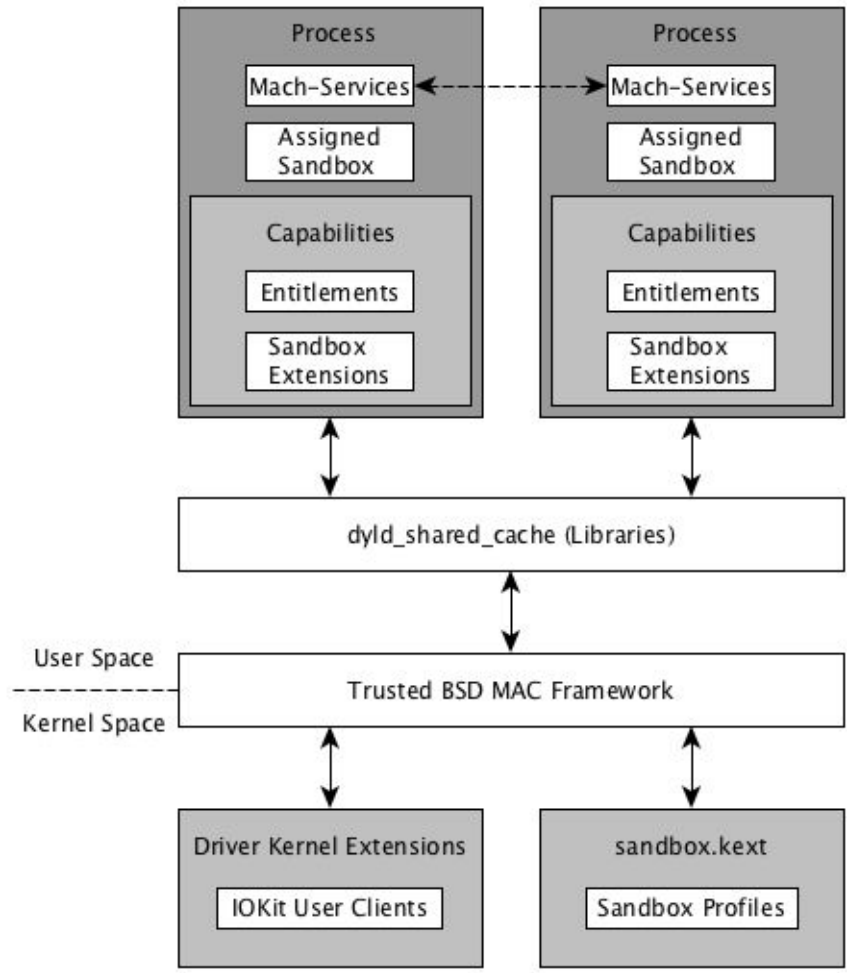 Process
Mach-Services
Assigned
Sandbox
Capabilities
Entitlements
Sandbox
Extensions
Process
Mach-Services
Assigned
Sandbox
Capabilities
Entitlements
Sandbox
Extensions
dyld_shared_cache (Libraries)
User Space
Kernel Space
Trusted BSD MAC Framework
Driver Kernel Extensions
IOKit User Clients
sandbox.kext
Sandbox Profiles